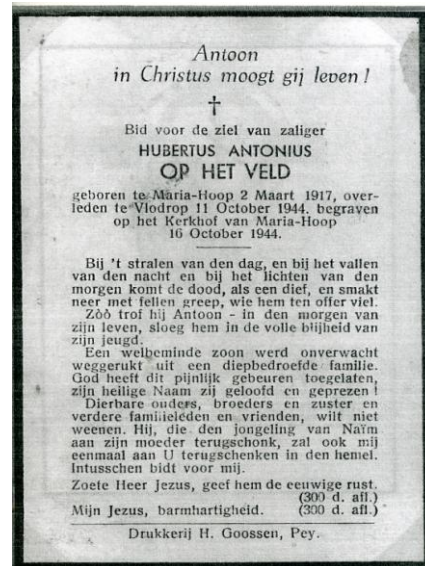 Antoon
in Christus moogt gij leven !
†
Bid voor de ziel van zaliger
HUBERTUS ANTONIUS
OP HET VELD
geboren te Maria-Hoop 2 Maart 1917, over-
leden te Vlodrop 11 October 1944. begraven
op het Kerkhof van Maria-Hoop
16 October 1944.
Bij 't stralen van den dag, en bij het vallen
van den nacht en bij het lichten van den
morgen komt de dood, als een dief, en smakt
neer met fellen greep, wie hem ten offer viel.
Zòò trof hij Antoon - in den morgen van
zijn leven, sloeg hem in de volle blijheid van
zijn jeugd.
Een welbeminde zoon werd onverwacht
weggerukt uit een diepbedroefde familie.
God heeft dit pijnlijk gebeuren toegelaten,
zijn heilige Naam zij geloofd en geprezen !
Dierbare ouders, broeders en zuster en
verdere familieléden en vrienden, wilt niet
weenen. Hij, die den jongeling van Naïm
aan zijn moeder terugschonk, zal ook mij
eenmaal aan U terugschenken in den hemel.
Intusschen bidt voor mij.
Zoete Heer Jezus, geef hem de eeuwige rust.
(300 d. afl.)
Mijn Jezus, barmhartigheid. (300 d. afl.)
Drukkerij H. Goossen, Pey.